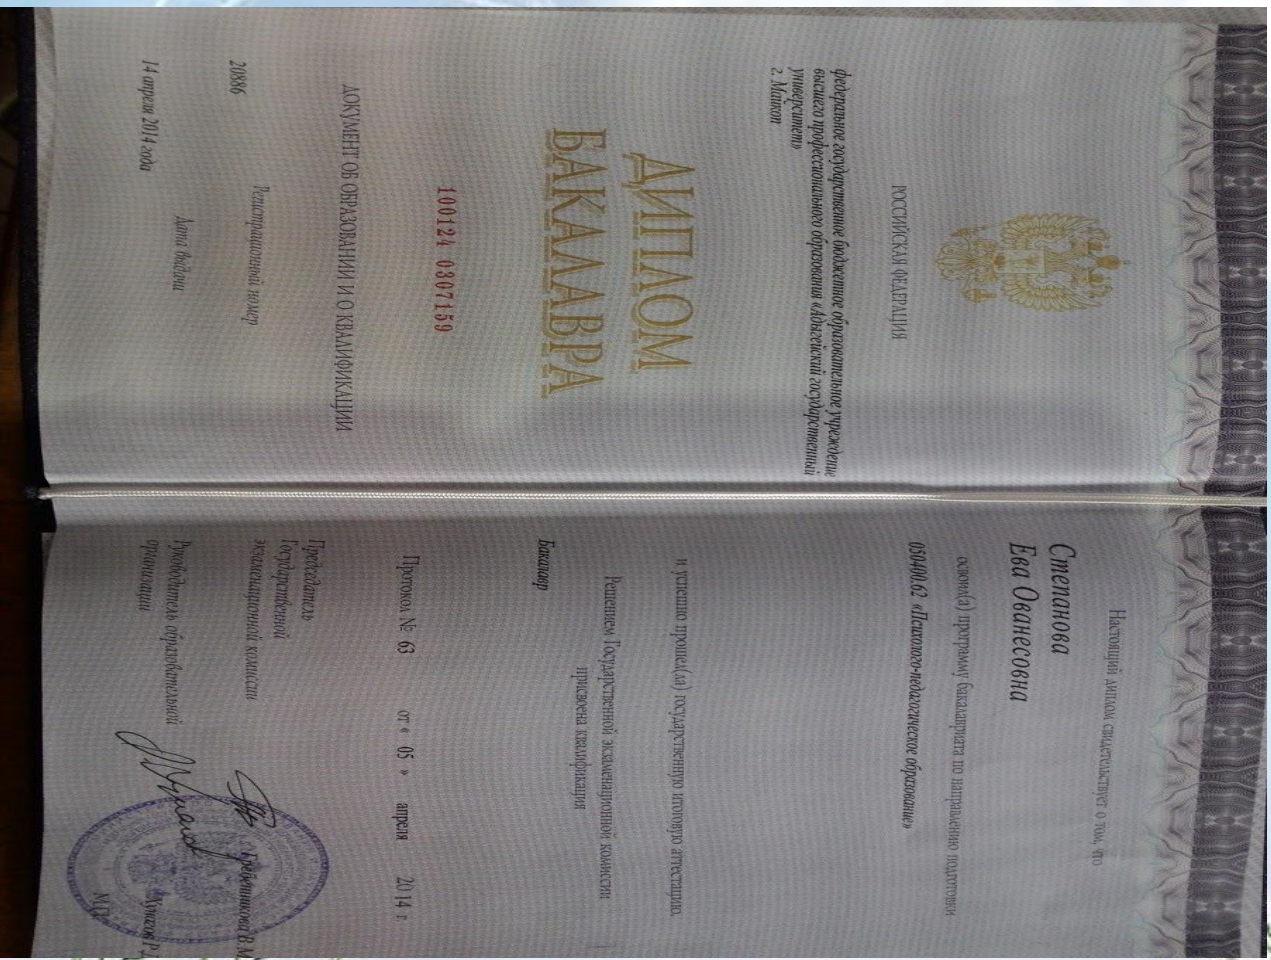 РОССИЙСКАЯ ФЕДЕРАЦИЯ
федеральное государственное бюджетное образовательное учреждение
высшего профессионального образования «Адыгейский государственный
университет»
г. Майкоп
ДИПЛОМ
БАКАЛАВРА
100124 0307159
ДОКУМЕНТ ОБ ОБРАЗОВАНИИ И О КВАЛИФИКАЦИИ
Регистрационный номер
20886
Дата выдачи
14 апреля 2014 года
Настоящий диплом свидетельствует о том, что
Степанова
Ева Ованесовна
освоил(а) программу бакалавриата по направлению подготовки
050400.62 «Психолого-педагогическое образование»
и успешно прошел(ла) государственную итоговую аттестацию.
Решением Государственной экзаменационной комиссии
присвоена квалификация
Бакалавр
Протокол № 63 от « 05 » апреля 2014 г.
Председатель
Государственной
экзаменационной комиссии
Руководитель образовательной
организации
М.П.